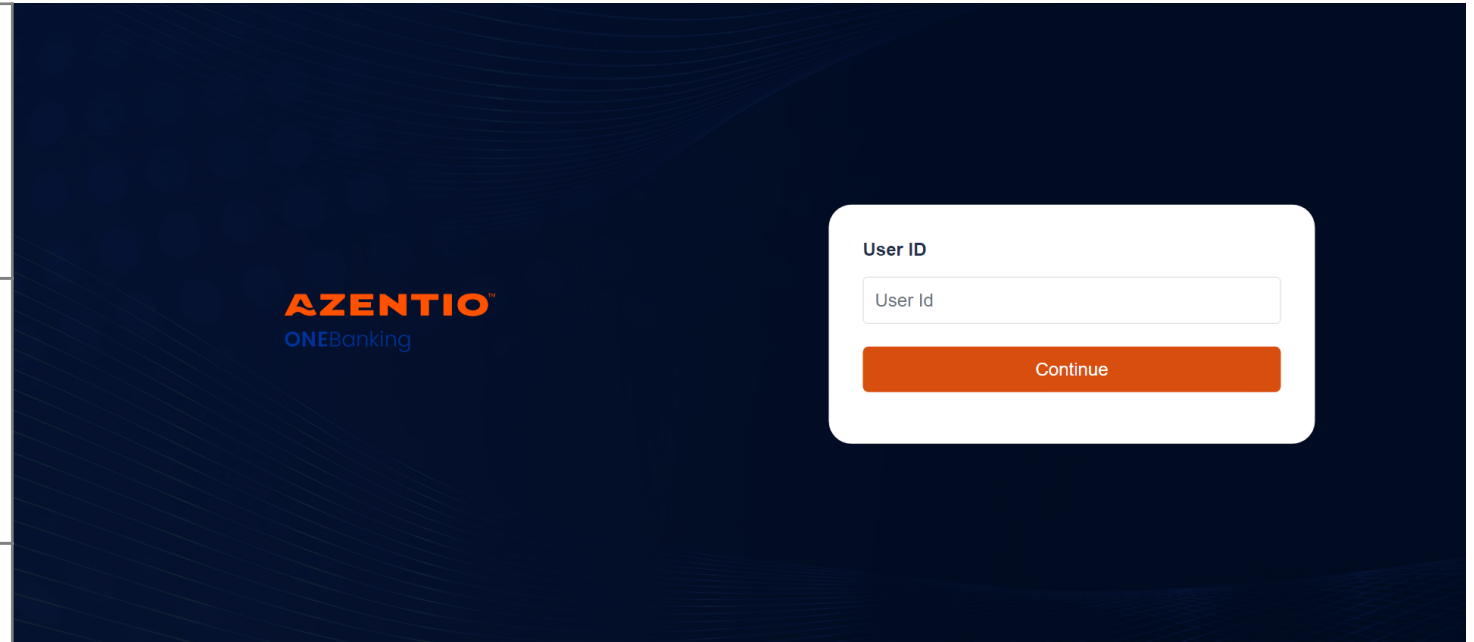 AZENTIO™
ONEBanking
User ID
User Id
Continue